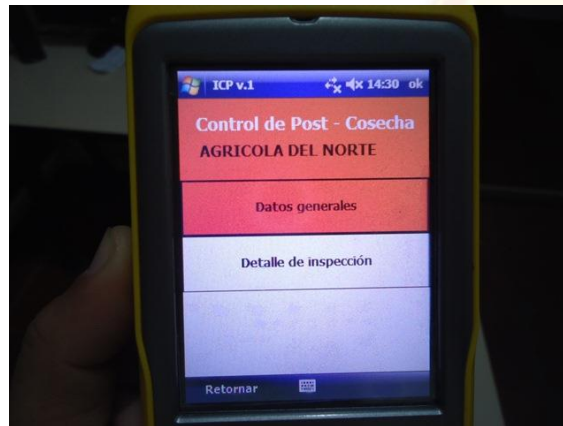 ICP v.1 14:30 ok
Control de Post - Cosecha
AGRICOLA DEL NORTE
Datos generales
Detalle de inspección
Retornar